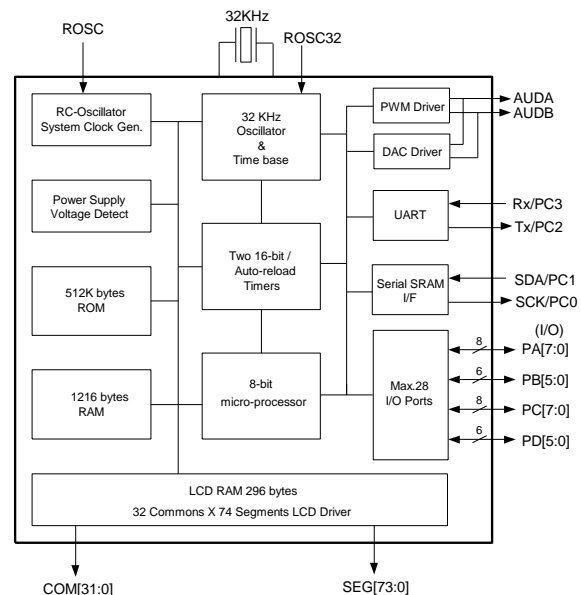 32KHz
ROSC
ROSC32
RC-Oscillator
System Clock Gen.
32 KHz
Oscillator
&
Time base
PWM Driver
AUDA
AUDB
DAC Driver
Power Supply
Voltage Detect
UART
Rx/PC3
Tx/PC2
Two 16-bit /
Auto-reload
Timers
512K bytes
ROM
Serial SRAM
I/F
SDA/PC1
SCK/PC0
(I/O)
8
PA[7:0]
6
PB[5:0]
8
PC[7:0]
6
PD[5:0]
1216 bytes
RAM
8-bit
micro-processor
Max.28
I/O Ports
LCD RAM 296 bytes
32 Commons X 74 Segments LCD Driver
COM[31:0]
SEG[73:0]